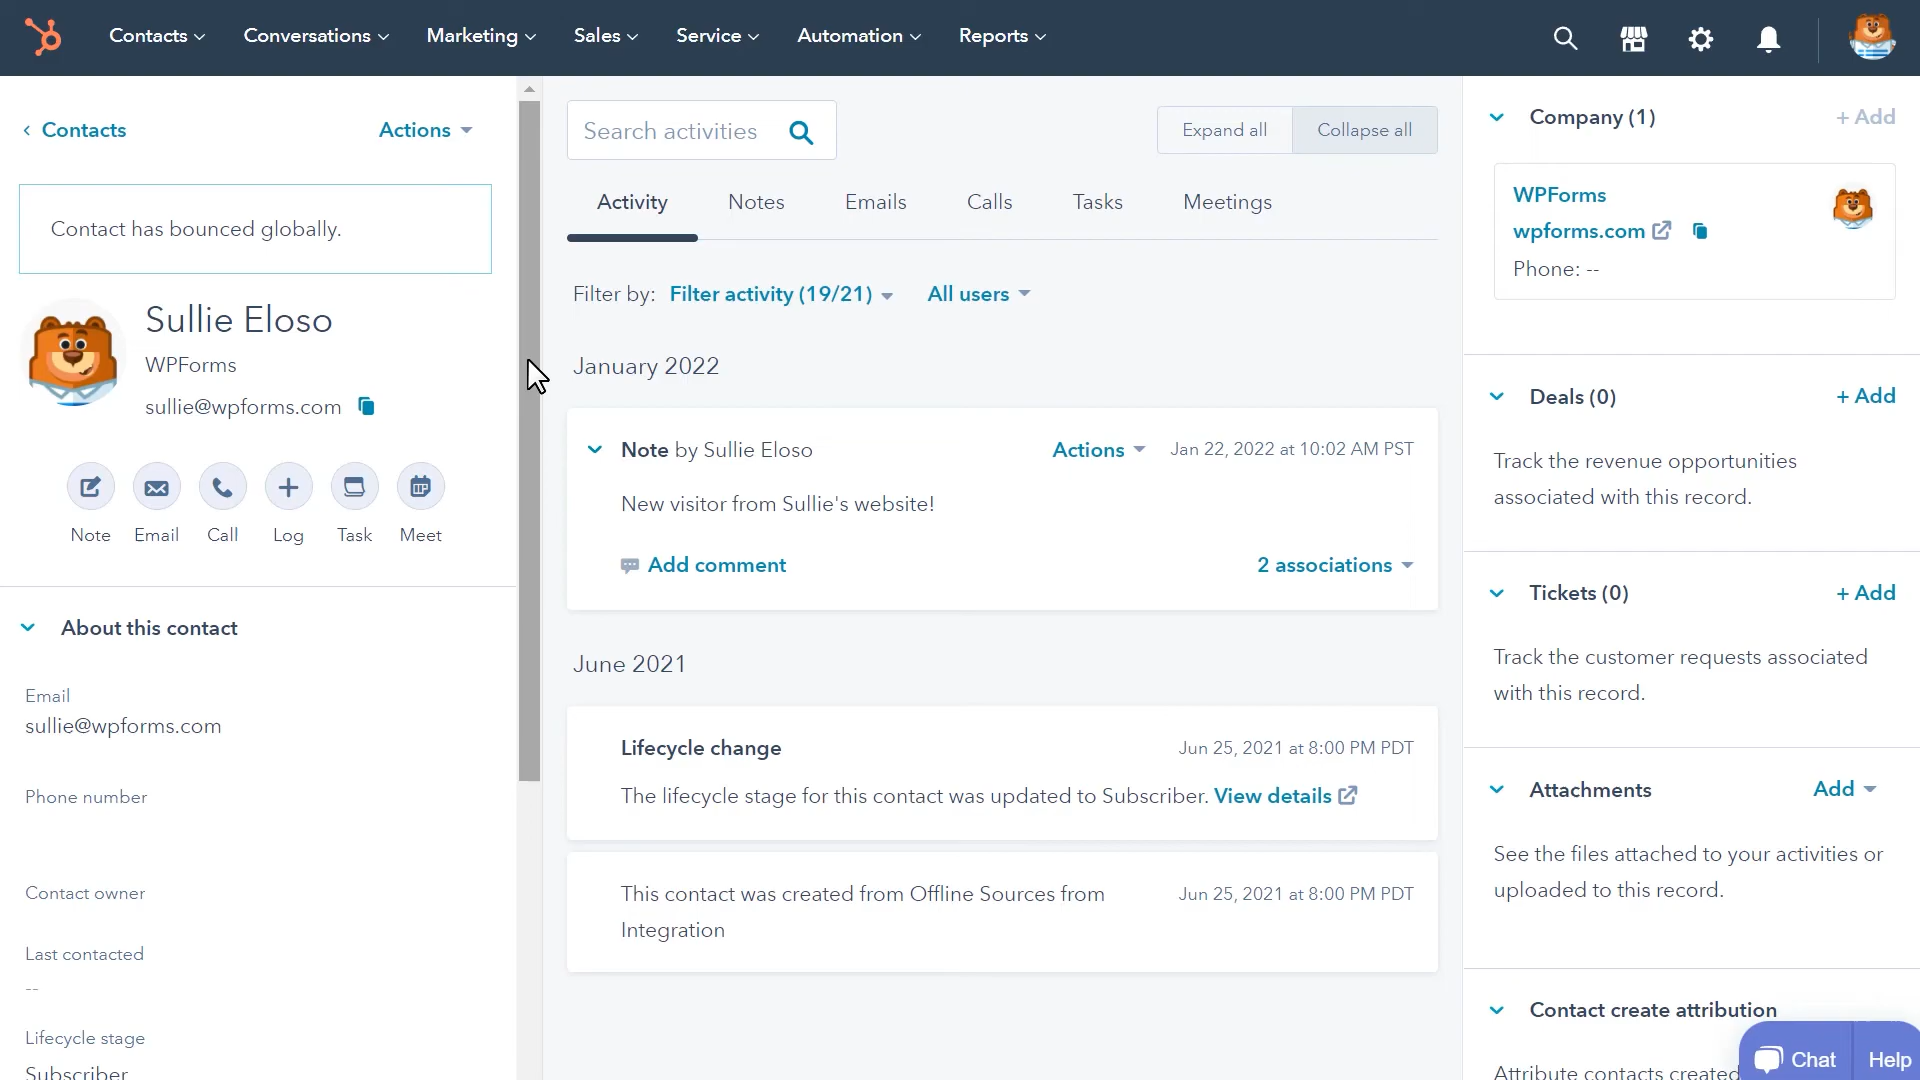 Contacts
Conversations
Marketing
Sales
Service
Automation
Reports
Contacts
Actions
Contact has bounced globally.
Sullie Eloso
WPForms
sullie@wpforms.com
Note
Email
Call
Log
Task
Meet
About this contact
Email
sullie@wpforms.com
Phone number
Contact owner
Last contacted
--
Lifecycle stage
Subscriber
Search activities
Expand all
Collapse all
Activity
Notes
Emails
Calls
Tasks
Meetings
Filter by: Filter activity (19/21) All users
January 2022
Note by Sullie Eloso
Actions
Jan 22, 2022 at 10:02 AM PST
New visitor from Sullie's website!
Add comment
2 associations
June 2021
Lifecycle change
Jun 25, 2021 at 8:00 PM PDT
The lifecycle stage for this contact was updated to Subscriber. View details
This contact was created from Offline Sources from
Integration
Jun 25, 2021 at 8:00 PM PDT
Company (1)
+ Add
WPForms
wpforms.com
Phone: --
Deals (0)
+ Add
Track the revenue opportunities
associated with this record.
Tickets (0)
+ Add
Track the customer requests associated
with this record.
Attachments
Add
See the files attached to your activities or
uploaded to this record.
Contact create attribution
Attribute contacts created
Chat
Help